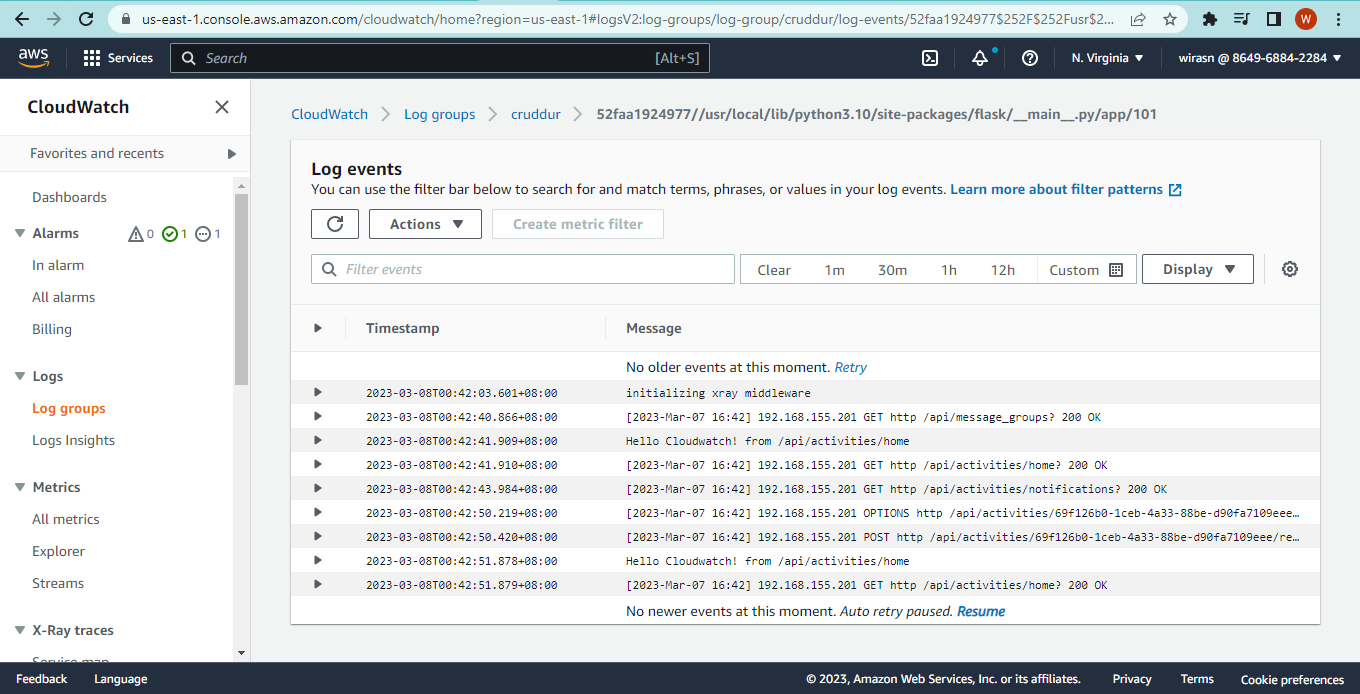 us-east-1.console.aws.amazon.com/cloudwatch/home?region=us-east-1#logsV2:log-groups/log-group/cruddur/log-events/52faa1924977$252F$252Fusr$2...
W
aws
Services
Search
[Alt+S]
N. Virginia
wirasn @ 8649-6884-2284
CloudWatch
Favorites and recents
Dashboards
Alarms 0 1 1
In alarm
All alarms
Billing
Logs
Log groups
Logs Insights
Metrics
All metrics
Explorer
Streams
X-Ray traces
Service map
CloudWatch
Log groups
cruddur
52faa1924977//usr/local/lib/python3.10/site-packages/flask/__main__.py/app/101
Log events
You can use the filter bar below to search for and match terms, phrases, or values in your log events. Learn more about filter patterns
Actions
Create metric filter
Filter events
Clear 1m 30m 1h 12h Custom
Display
Timestamp Message
No older events at this moment. Retry
2023-03-08T00:42:03.601+08:00 initializing xray middleware
2023-03-08T00:42:40.866+08:00 [2023-Mar-07 16:42] 192.168.155.201 GET http /api/message_groups? 200 OK
2023-03-08T00:42:41.909+08:00 Hello Cloudwatch! from /api/activities/home
2023-03-08T00:42:41.910+08:00 [2023-Mar-07 16:42] 192.168.155.201 GET http /api/activities/home? 200 OK
2023-03-08T00:42:43.984+08:00 [2023-Mar-07 16:42] 192.168.155.201 GET http /api/activities/notifications? 200 OK
2023-03-08T00:42:50.219+08:00 [2023-Mar-07 16:42] 192.168.155.201 OPTIONS http /api/activities/69f126b0-1ceb-4a33-88be-d90fa7109eee…
2023-03-08T00:42:50.420+08:00 [2023-Mar-07 16:42] 192.168.155.201 POST http /api/activities/69f126b0-1ceb-4a33-88be-d90fa7109eee/re…
2023-03-08T00:42:51.878+08:00 Hello Cloudwatch! from /api/activities/home
2023-03-08T00:42:51.879+08:00 [2023-Mar-07 16:42] 192.168.155.201 GET http /api/activities/home? 200 OK
No newer events at this moment. Auto retry paused. Resume
Feedback
Language
© 2023, Amazon Web Services, Inc. or its affiliates.
Privacy
Terms
Cookie preferences